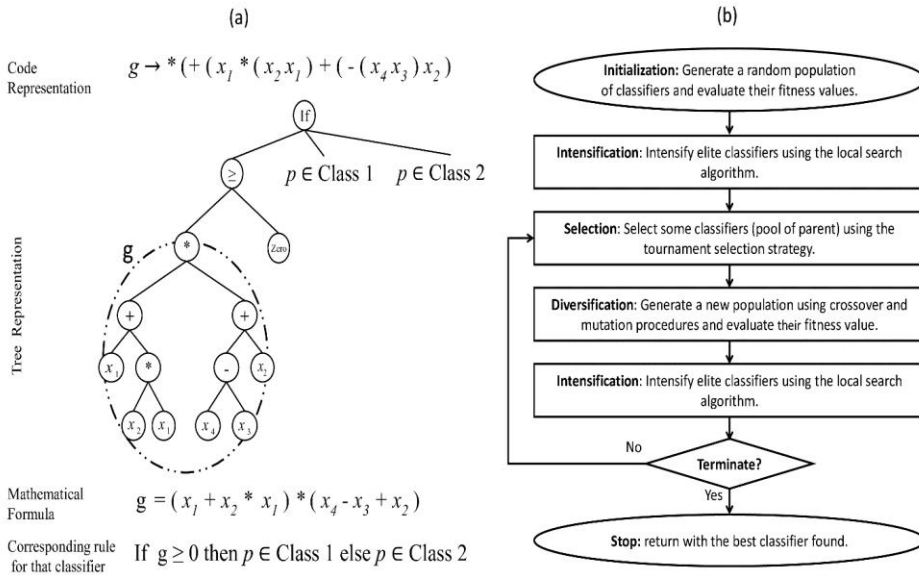 (a)
Code
Representation
g → * (+ ( x₁ * (x₂ x₁ ) + ( - (x₄ x₃ ) x₂ )
If
≥
p ∈ Class 1
p ∈ Class 2
g
*
Zero
+
+
x₁
*
-
x₂
x₂
x₁
x₄
x₃
Tree Representation
Mathematical
Formula
g = ( x₁ + x₂ * x₁ ) * ( x₄ - x₃ + x₂ )
Corresponding rule
for that classifier
If g ≥ 0 then p ∈ Class 1 else p ∈ Class 2
(b)
Initialization: Generate a random population
of classifiers and evaluate their fitness values.
Intensification: Intensify elite classifiers using the local search
algorithm.
Selection: Select some classifiers (pool of parent) using the
tournament selection strategy.
Diversification: Generate a new population using crossover and
mutation procedures and evaluate their fitness value.
Intensification: Intensify elite classifiers using the local search
algorithm.
No
Terminate?
Yes
Stop: return with the best classifier found.